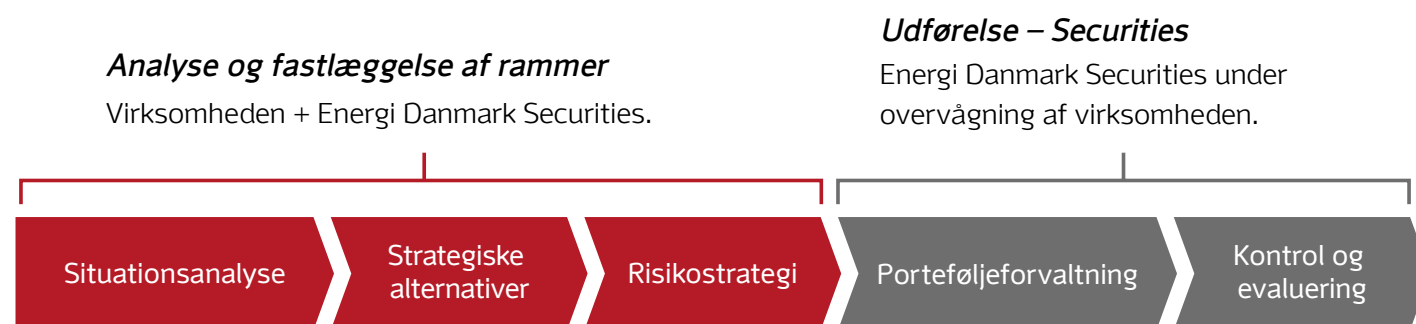 Analyse og fastlæggelse af rammer
Virksomheden + Energi Danmark Securities.
Udførelse – Securities
Energi Danmark Securities under
overvågning af virksomheden.
Situationsanalyse
Strategiske
alternativer
Risikostrategi
Porteføljeforvaltning
Kontrol og
evaluering